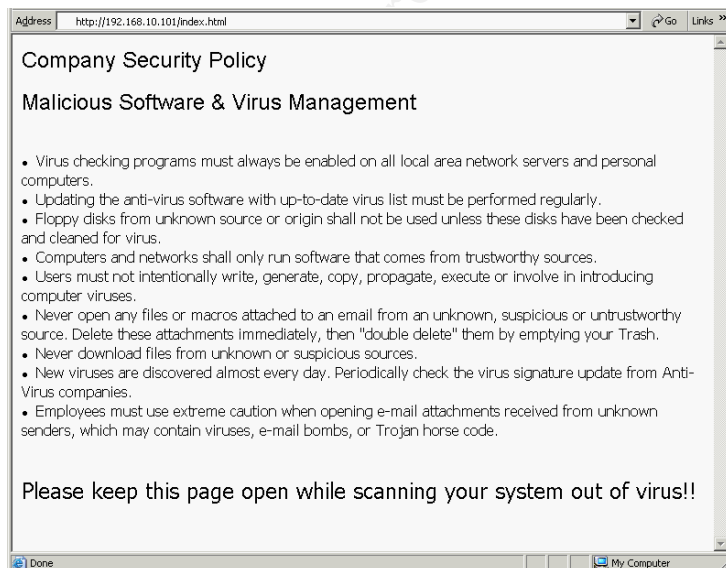 Address http://192.168.10.101/index.html Go Links »
Company Security Policy
Malicious Software & Virus Management
• Virus checking programs must always be enabled on all local area network servers and personal
computers.
• Updating the anti-virus software with up-to-date virus list must be performed regularly.
• Floppy disks from unknown source or origin shall not be used unless these disks have been checked
and cleaned for virus.
• Computers and networks shall only run software that comes from trustworthy sources.
• Users must not intentionally write, generate, copy, propagate, execute or involve in introducing
computer viruses.
• Never open any files or macros attached to an email from an unknown, suspicious or untrustworthy
source. Delete these attachments immediately, then "double delete" them by emptying your Trash.
• Never download files from unknown or suspicious sources.
• New viruses are discovered almost every day. Periodically check the virus signature update from Anti-
Virus companies.
• Employees must use extreme caution when opening e-mail attachments received from unknown
senders, which may contain viruses, e-mail bombs, or Trojan horse code.
Please keep this page open while scanning your system out of virus!!
Done My Computer